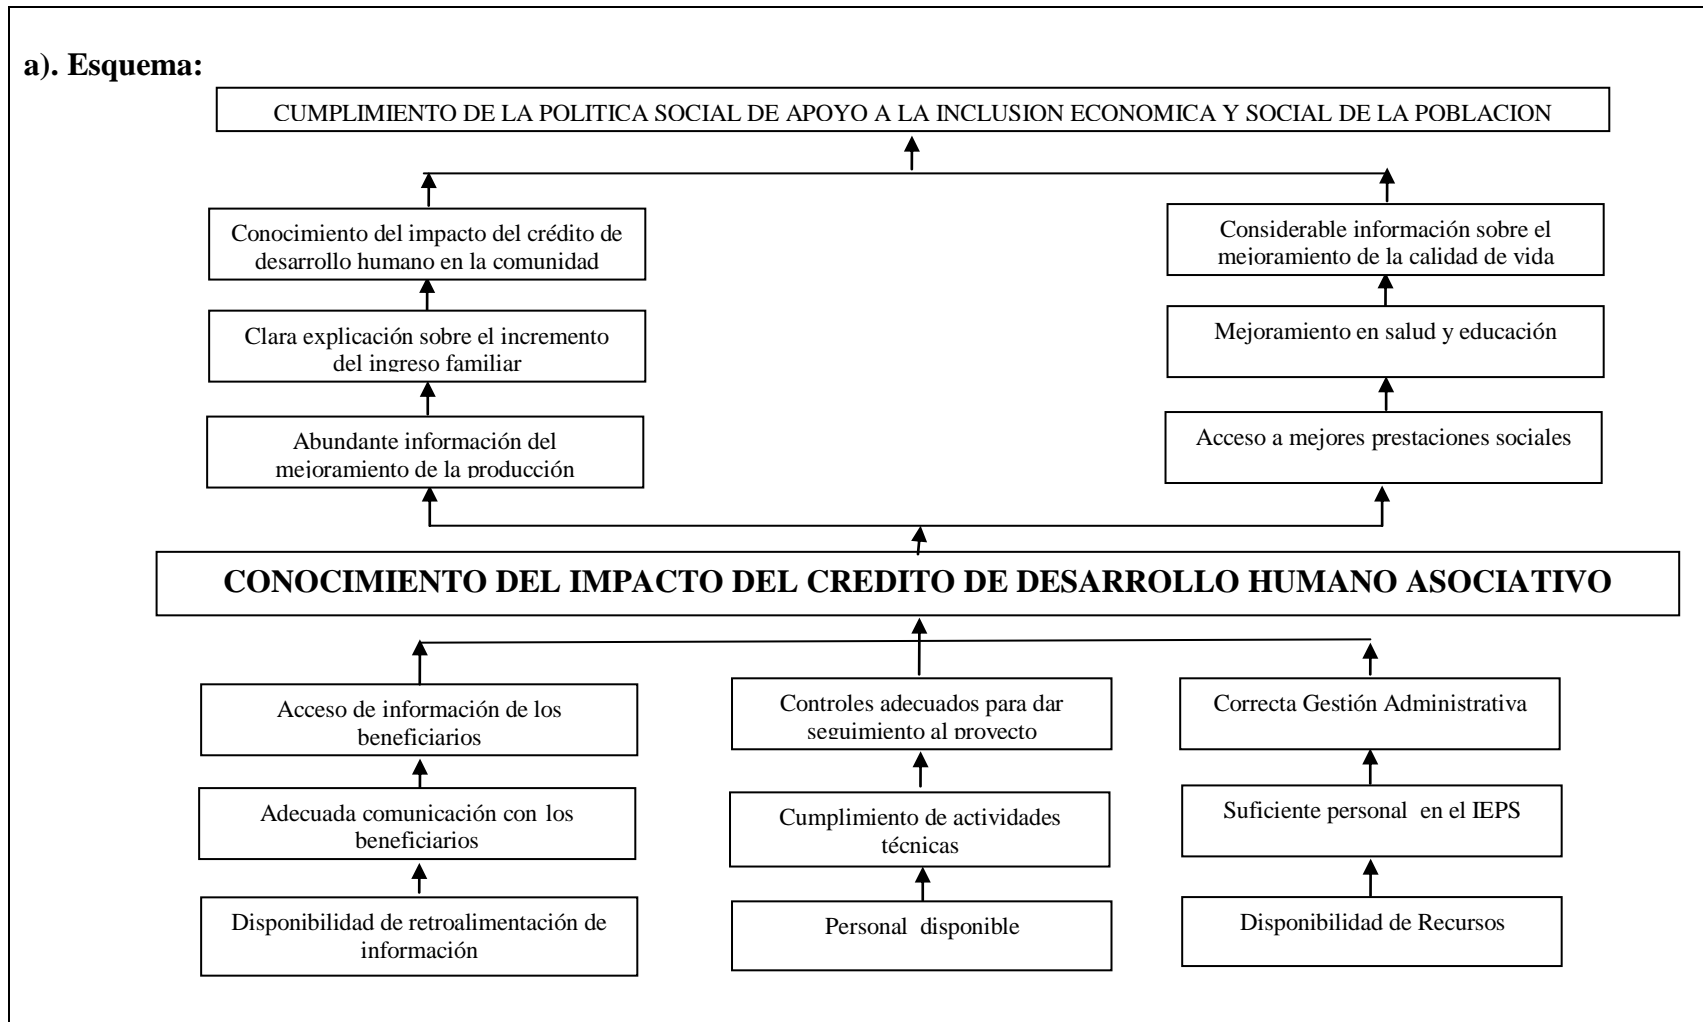 a). Esquema:
CUMPLIMIENTO DE LA POLITICA SOCIAL DE APOYO A LA INCLUSION ECONOMICA Y SOCIAL DE LA POBLACION
Conocimiento del impacto del crédito de
desarrollo humano en la comunidad
Considerable información sobre el
mejoramiento de la calidad de vida
Clara explicación sobre el incremento
del ingreso familiar
Mejoramiento en salud y educación
Abundante información del
mejoramiento de la producción
Acceso a mejores prestaciones sociales
CONOCIMIENTO DEL IMPACTO DEL CREDITO DE DESARROLLO HUMANO ASOCIATIVO
Acceso de información de los
beneficiarios
Controles adecuados para dar
seguimiento al proyecto
Correcta Gestión Administrativa
Adecuada comunicación con los
beneficiarios
Cumplimiento de actividades
técnicas
Suficiente personal en el IEPS
Disponibilidad de retroalimentación de
información
Personal disponible
Disponibilidad de Recursos